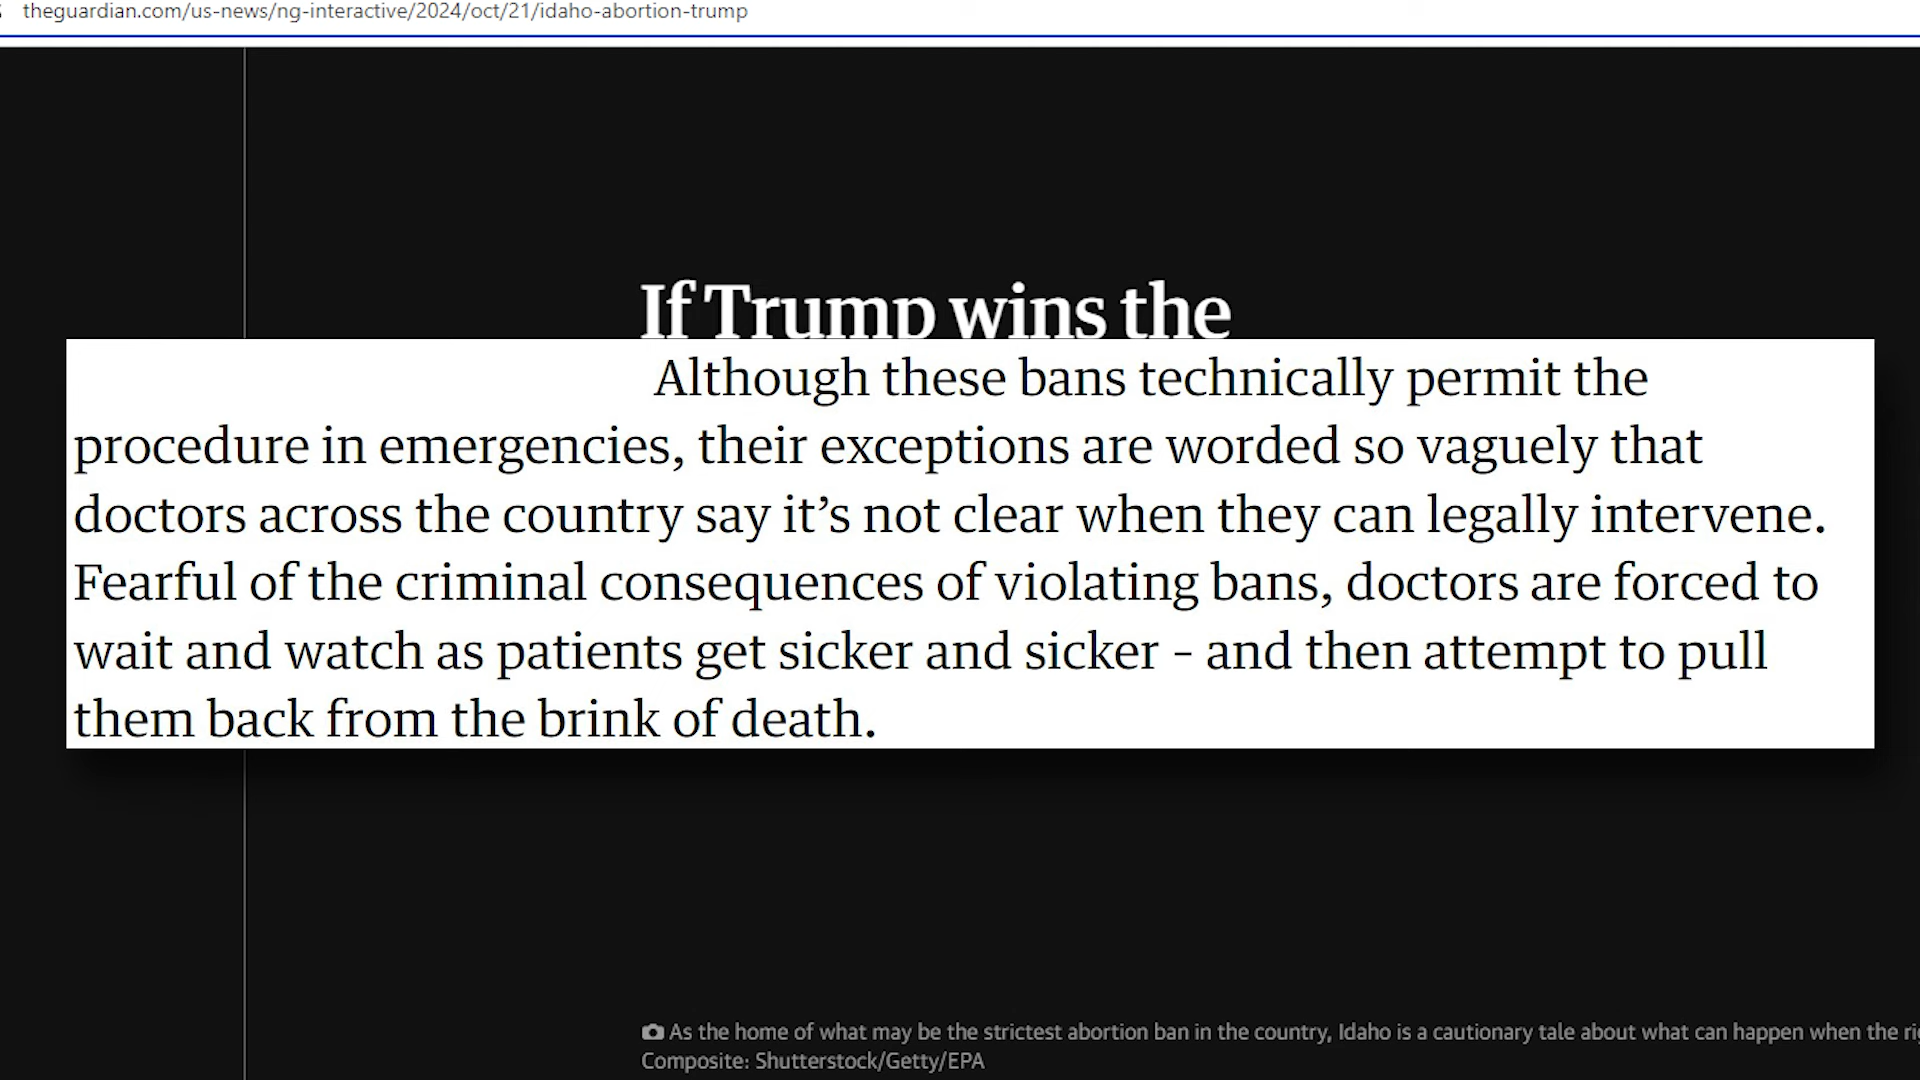 theguardian.com/us-news/ng-interactive/2024/oct/21/idaho-abortion-trump
If Trump wins the
Although these bans technically permit the
procedure in emergencies, their exceptions are worded so vaguely that
doctors across the country say it’s not clear when they can legally intervene.
Fearful of the criminal consequences of violating bans, doctors are forced to
wait and watch as patients get sicker and sicker – and then attempt to pull
them back from the brink of death.
As the home of what may be the strictest abortion ban in the country, Idaho is a cautionary tale about what can happen when the
Composite: Shutterstock/Getty/EPA